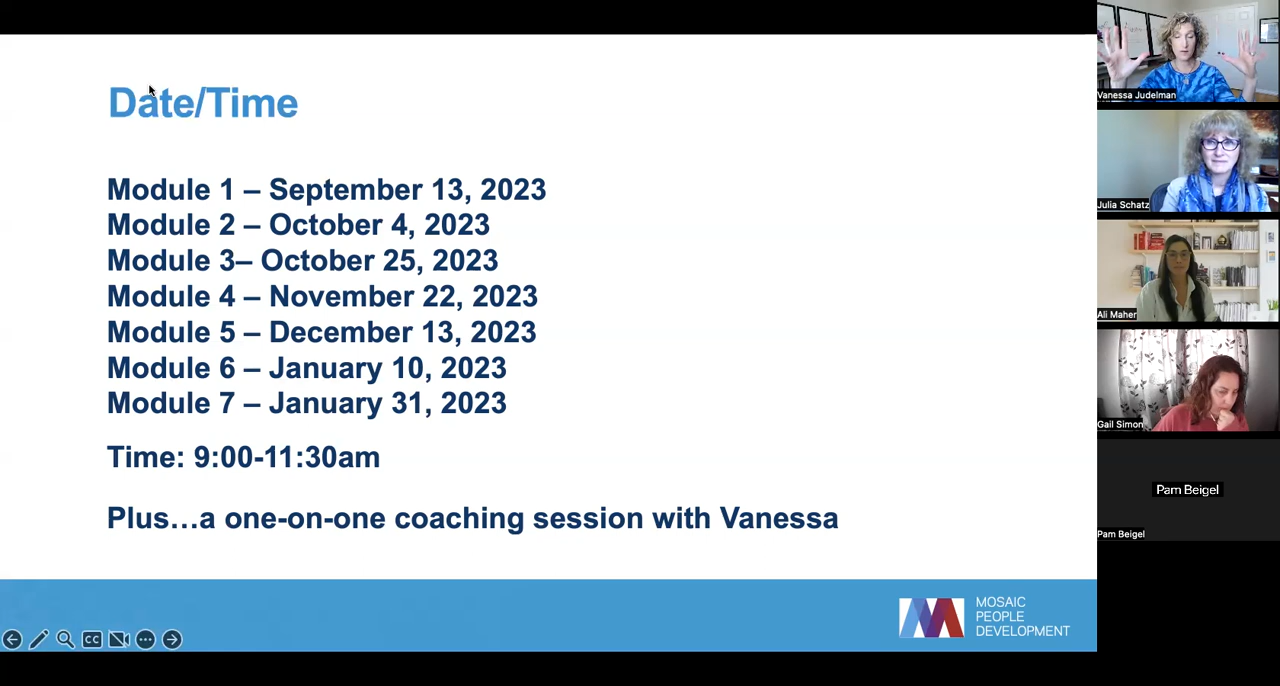 Date/Time
Module 1 – September 13, 2023
Module 2 – October 4, 2023
Module 3– October 25, 2023
Module 4 – November 22, 2023
Module 5 – December 13, 2023
Module 6 – January 10, 2023
Module 7 – January 31, 2023
Time: 9:00-11:30am
Plus…a one-on-one coaching session with Vanessa
CC
MOSAIC
PEOPLE
DEVELOPMENT
Vanessa Judelman
Julia Schatz
Ali Maher
Gail Simon
Pam Beigel
Pam Beigel